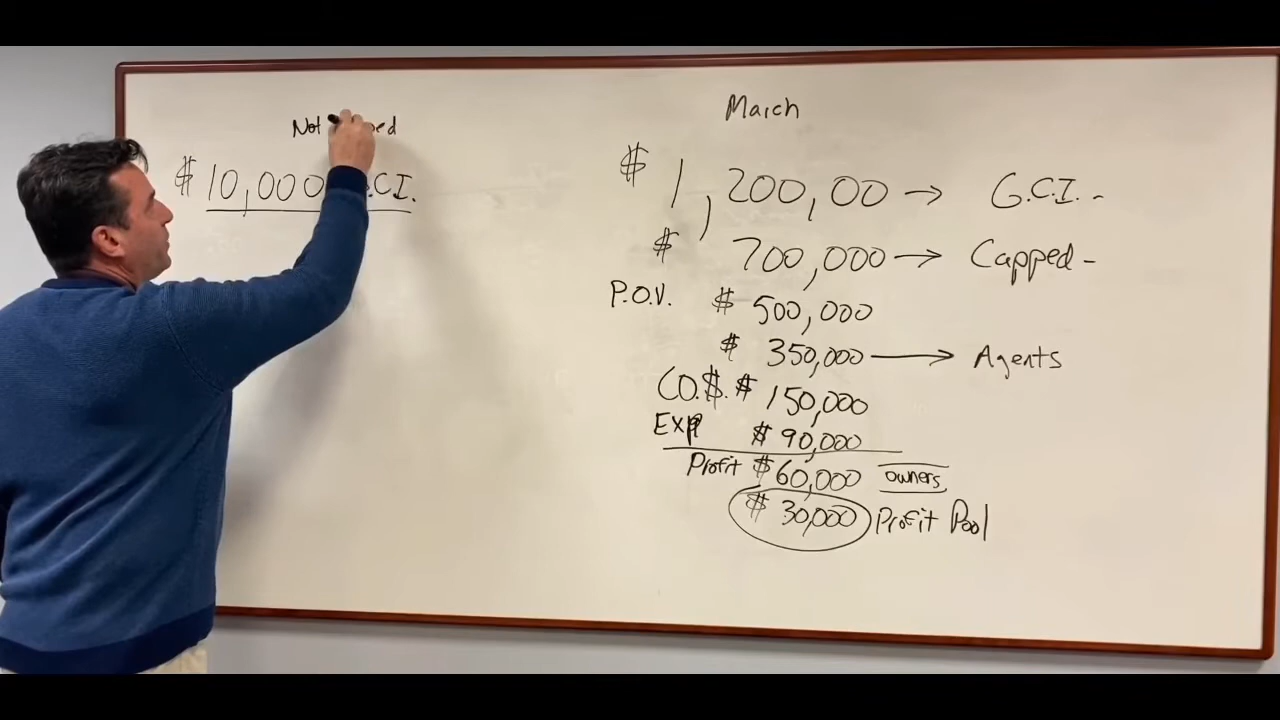 Not
$ 10,000 .C.I.
March
$ 1,200,00 → G.C.I. -
$ 700,000 → Capped -
P.O.V. $ 500,000
$ 350,000 → Agents
CO.$. $ 150,000
Exp $ 90,000
Profit $ 60,000 owners
$ 30,000 Profit Pool